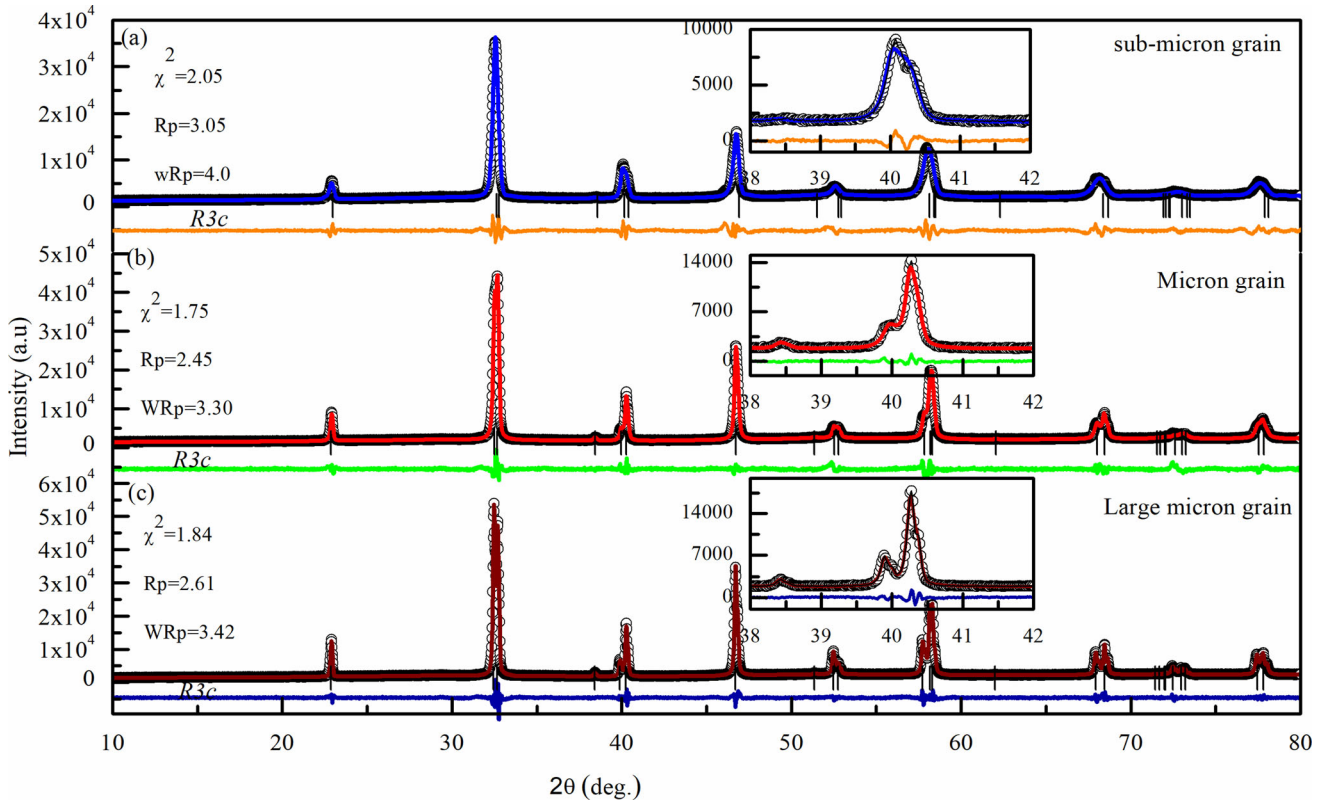 (a)
sub-micron grain
χ2=2.05
Rp=3.05
wRp=4.0
R3c
4x10^4
3x10^4
2x10^4
1x10^4
0
10000
5000
0
38 39 40 41 42
(b)
Micron grain
χ2=1.75
Rp=2.45
WRp=3.30
R3c
5x10^4
4x10^4
3x10^4
2x10^4
1x10^4
0
14000
7000
0
38 39 40 41 42
(c)
Large micron grain
χ2=1.84
Rp=2.61
WRp=3.42
R3c
6x10^4
5x10^4
4x10^4
3x10^4
2x10^4
1x10^4
0
14000
7000
0
38 39 40 41 42
Intensity (a.u)
10 20 30 40 50 60 70 80
2θ (deg.)